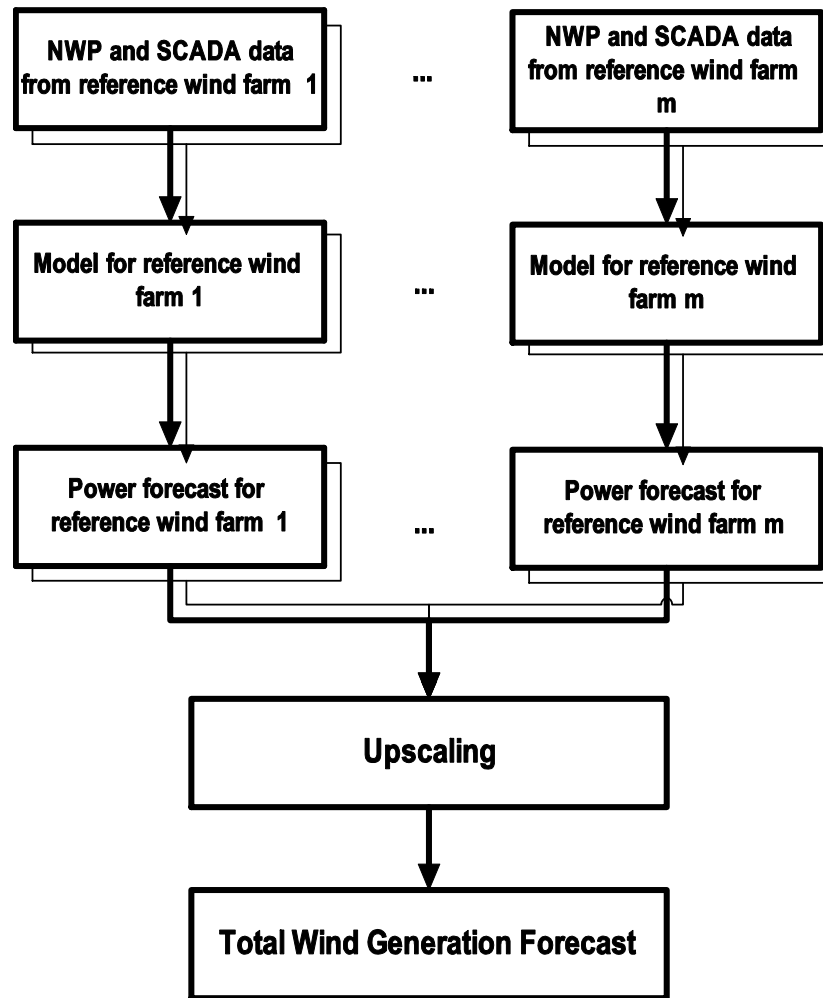 NWP and SCADA data
from reference wind farm 1
...
NWP and SCADA data
from reference wind farm
m
Model for reference wind
farm 1
...
Model for reference wind
farm m
Power forecast for
reference wind farm 1
...
Power forecast for
reference wind farm m
Upscaling
Total Wind Generation Forecast